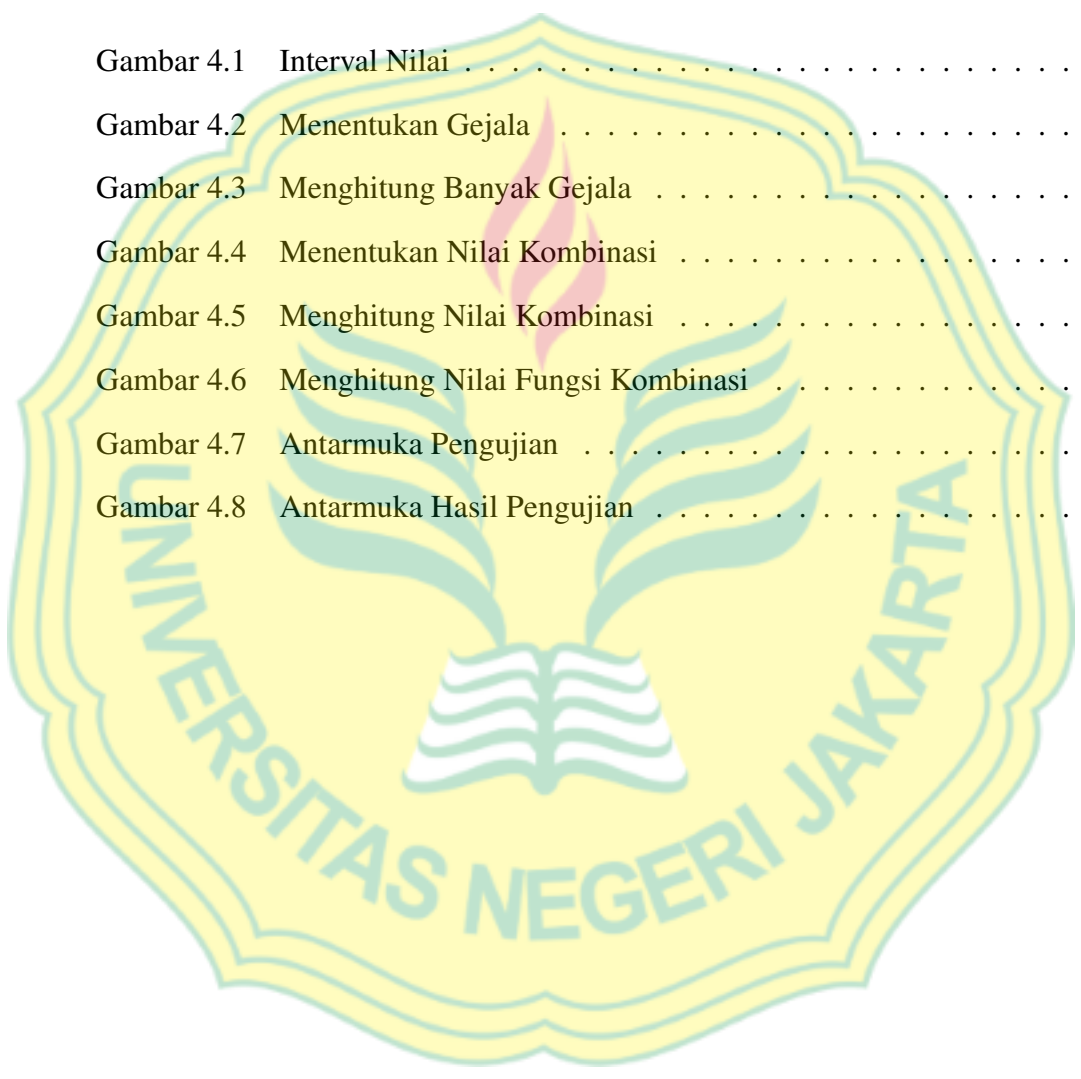 Gambar 4.1 Interval Nilai . . . . . . . . . . . . . . . . . . . . . . . . . .
Gambar 4.2 Menentukan Gejala . . . . . . . . . . . . . . . . . . . . . .
Gambar 4.3 Menghitung Banyak Gejala . . . . . . . . . . . . . . . . . .
Gambar 4.4 Menentukan Nilai Kombinasi . . . . . . . . . . . . . . . . .
Gambar 4.5 Menghitung Nilai Kombinasi . . . . . . . . . . . . . . . . .
Gambar 4.6 Menghitung Nilai Fungsi Kombinasi . . . . . . . . . . . . .
Gambar 4.7 Antarmuka Pengujian . . . . . . . . . . . . . . . . . . . . .
Gambar 4.8 Antarmuka Hasil Pengujian . . . . . . . . . . . . . . . . . .
UNIVERSITAS NEGERI JAKARTA